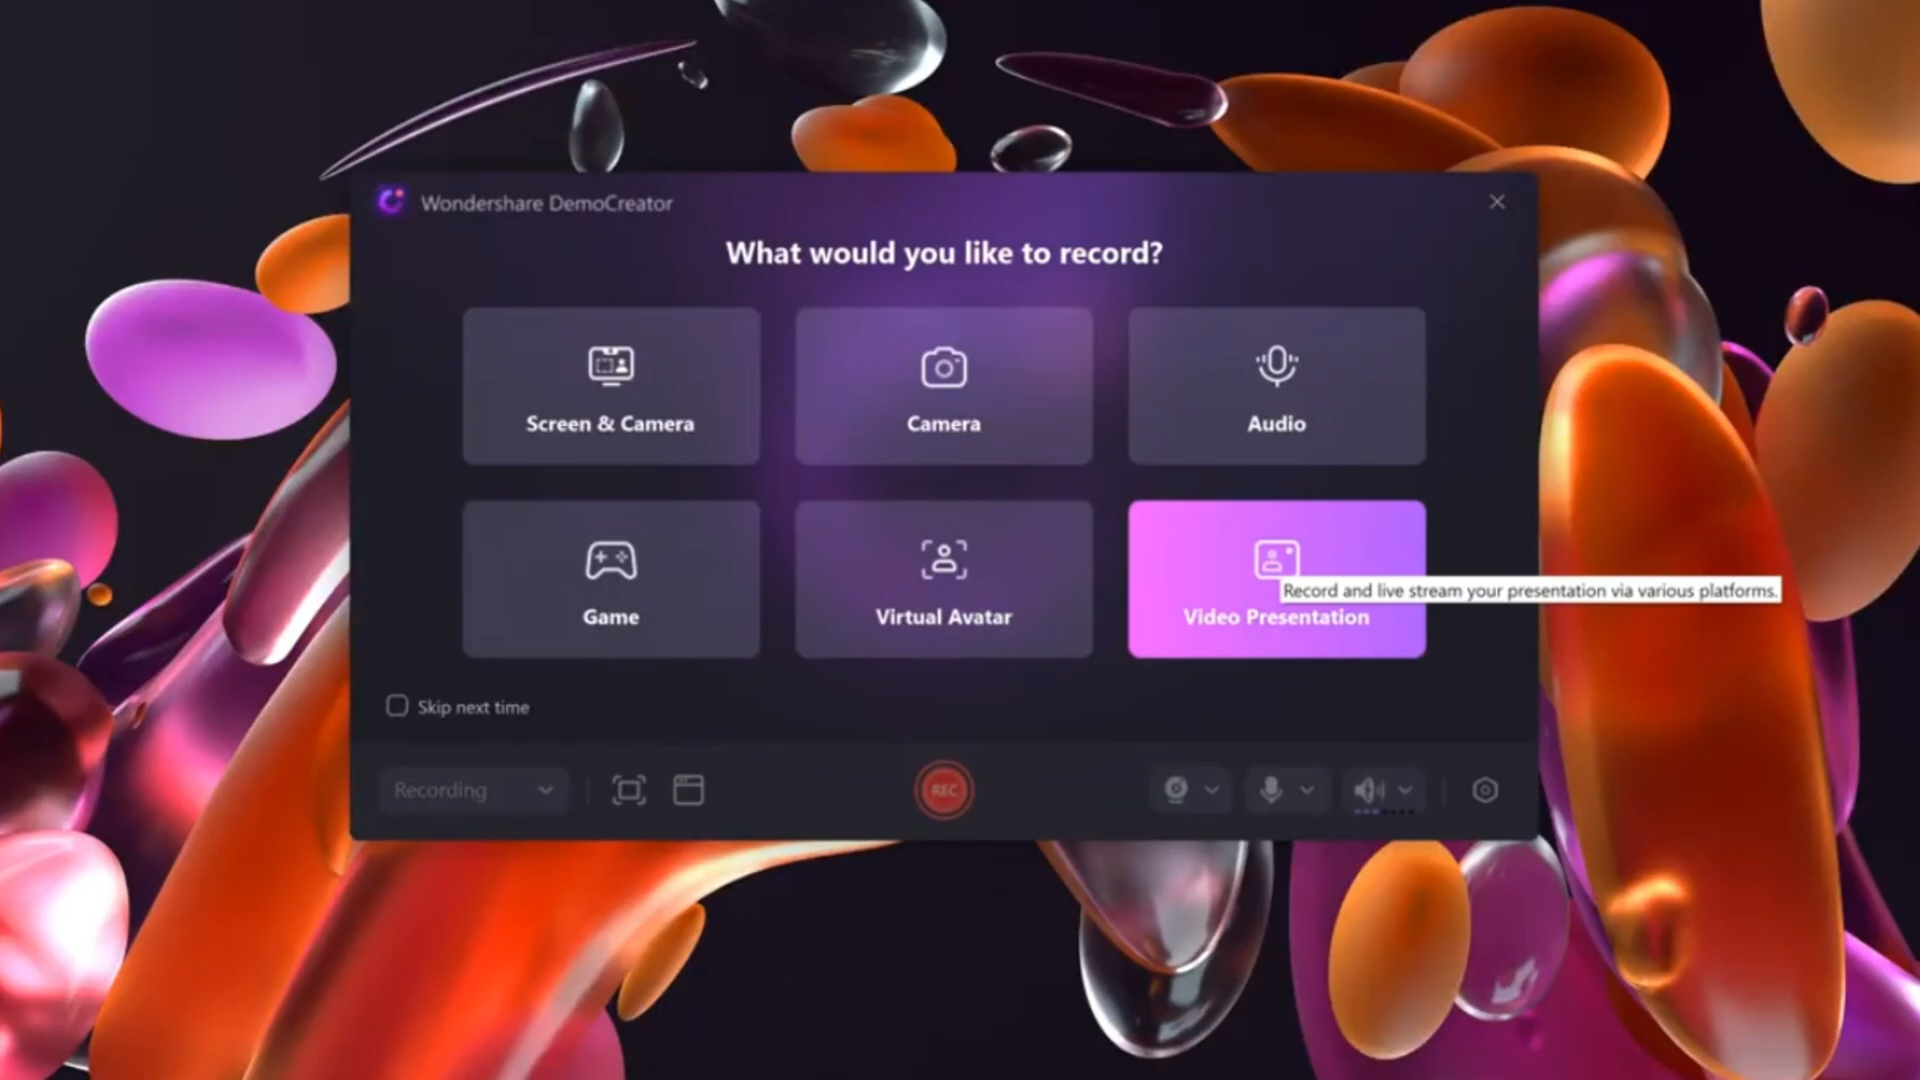 Wondershare DemoCreator
What would you like to record?
Screen & Camera
Camera
Audio
Game
Virtual Avatar
Video Presentation
Record and live stream your presentation via various platforms.
Skip next time
Recording
REC